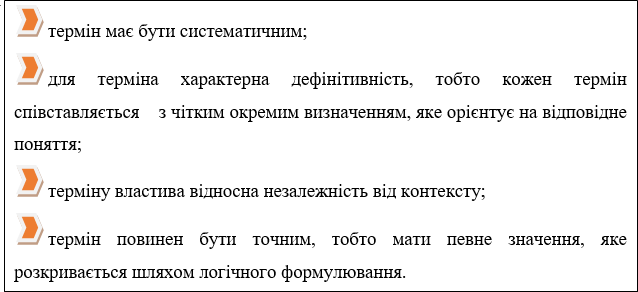 термін має бути систематичним;
для терміна характерна дефінітивність, тобто кожен термін
співставляється з чітким окремим визначенням, яке орієнтує на відповідне
поняття;
терміну властива відносна незалежність від контексту;
термін повинен бути точним, тобто мати певне значення, яке
розкривається шляхом логічного формулювання.